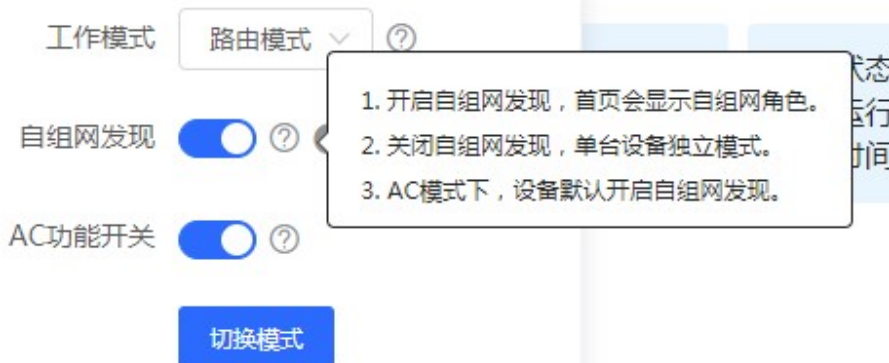 工作模式 路由模式
1. 开启自组网发现，首页会显示自组网角色。
自组网发现
2. 关闭自组网发现，单台设备独立模式。
3. AC模式下，设备默认开启自组网发现。
AC功能开关
切换模式
态
行
间